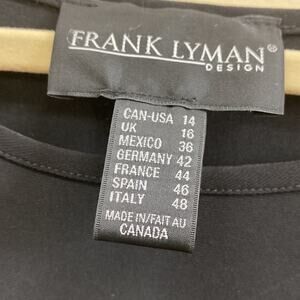 FRANK LYMAN®
DESIGN
CAN-USA 14
UK 16
MEXICO 36
GERMANY 42
FRANCE 44
SPAIN 46
ITALY 48
MADE IN/FAIT AU
CANADA